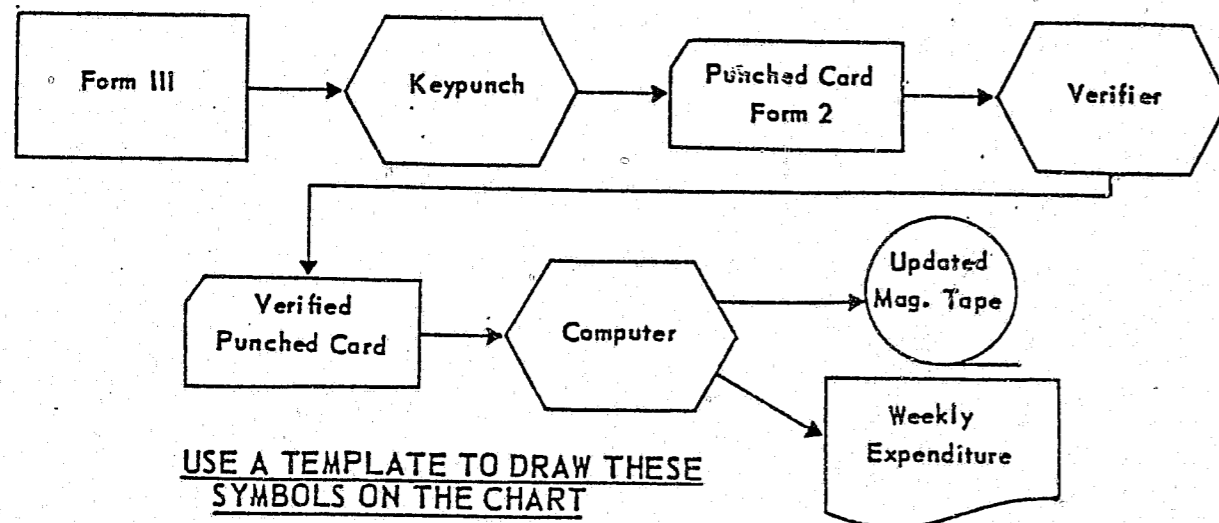 Form III
Keypunch
Punched Card
Form 2
Verifier
Verified
Punched Card
Computer
Updated
Mag. Tape
Weekly
Expenditure
USE A TEMPLATE TO DRAW THESE
SYMBOLS ON THE CHART